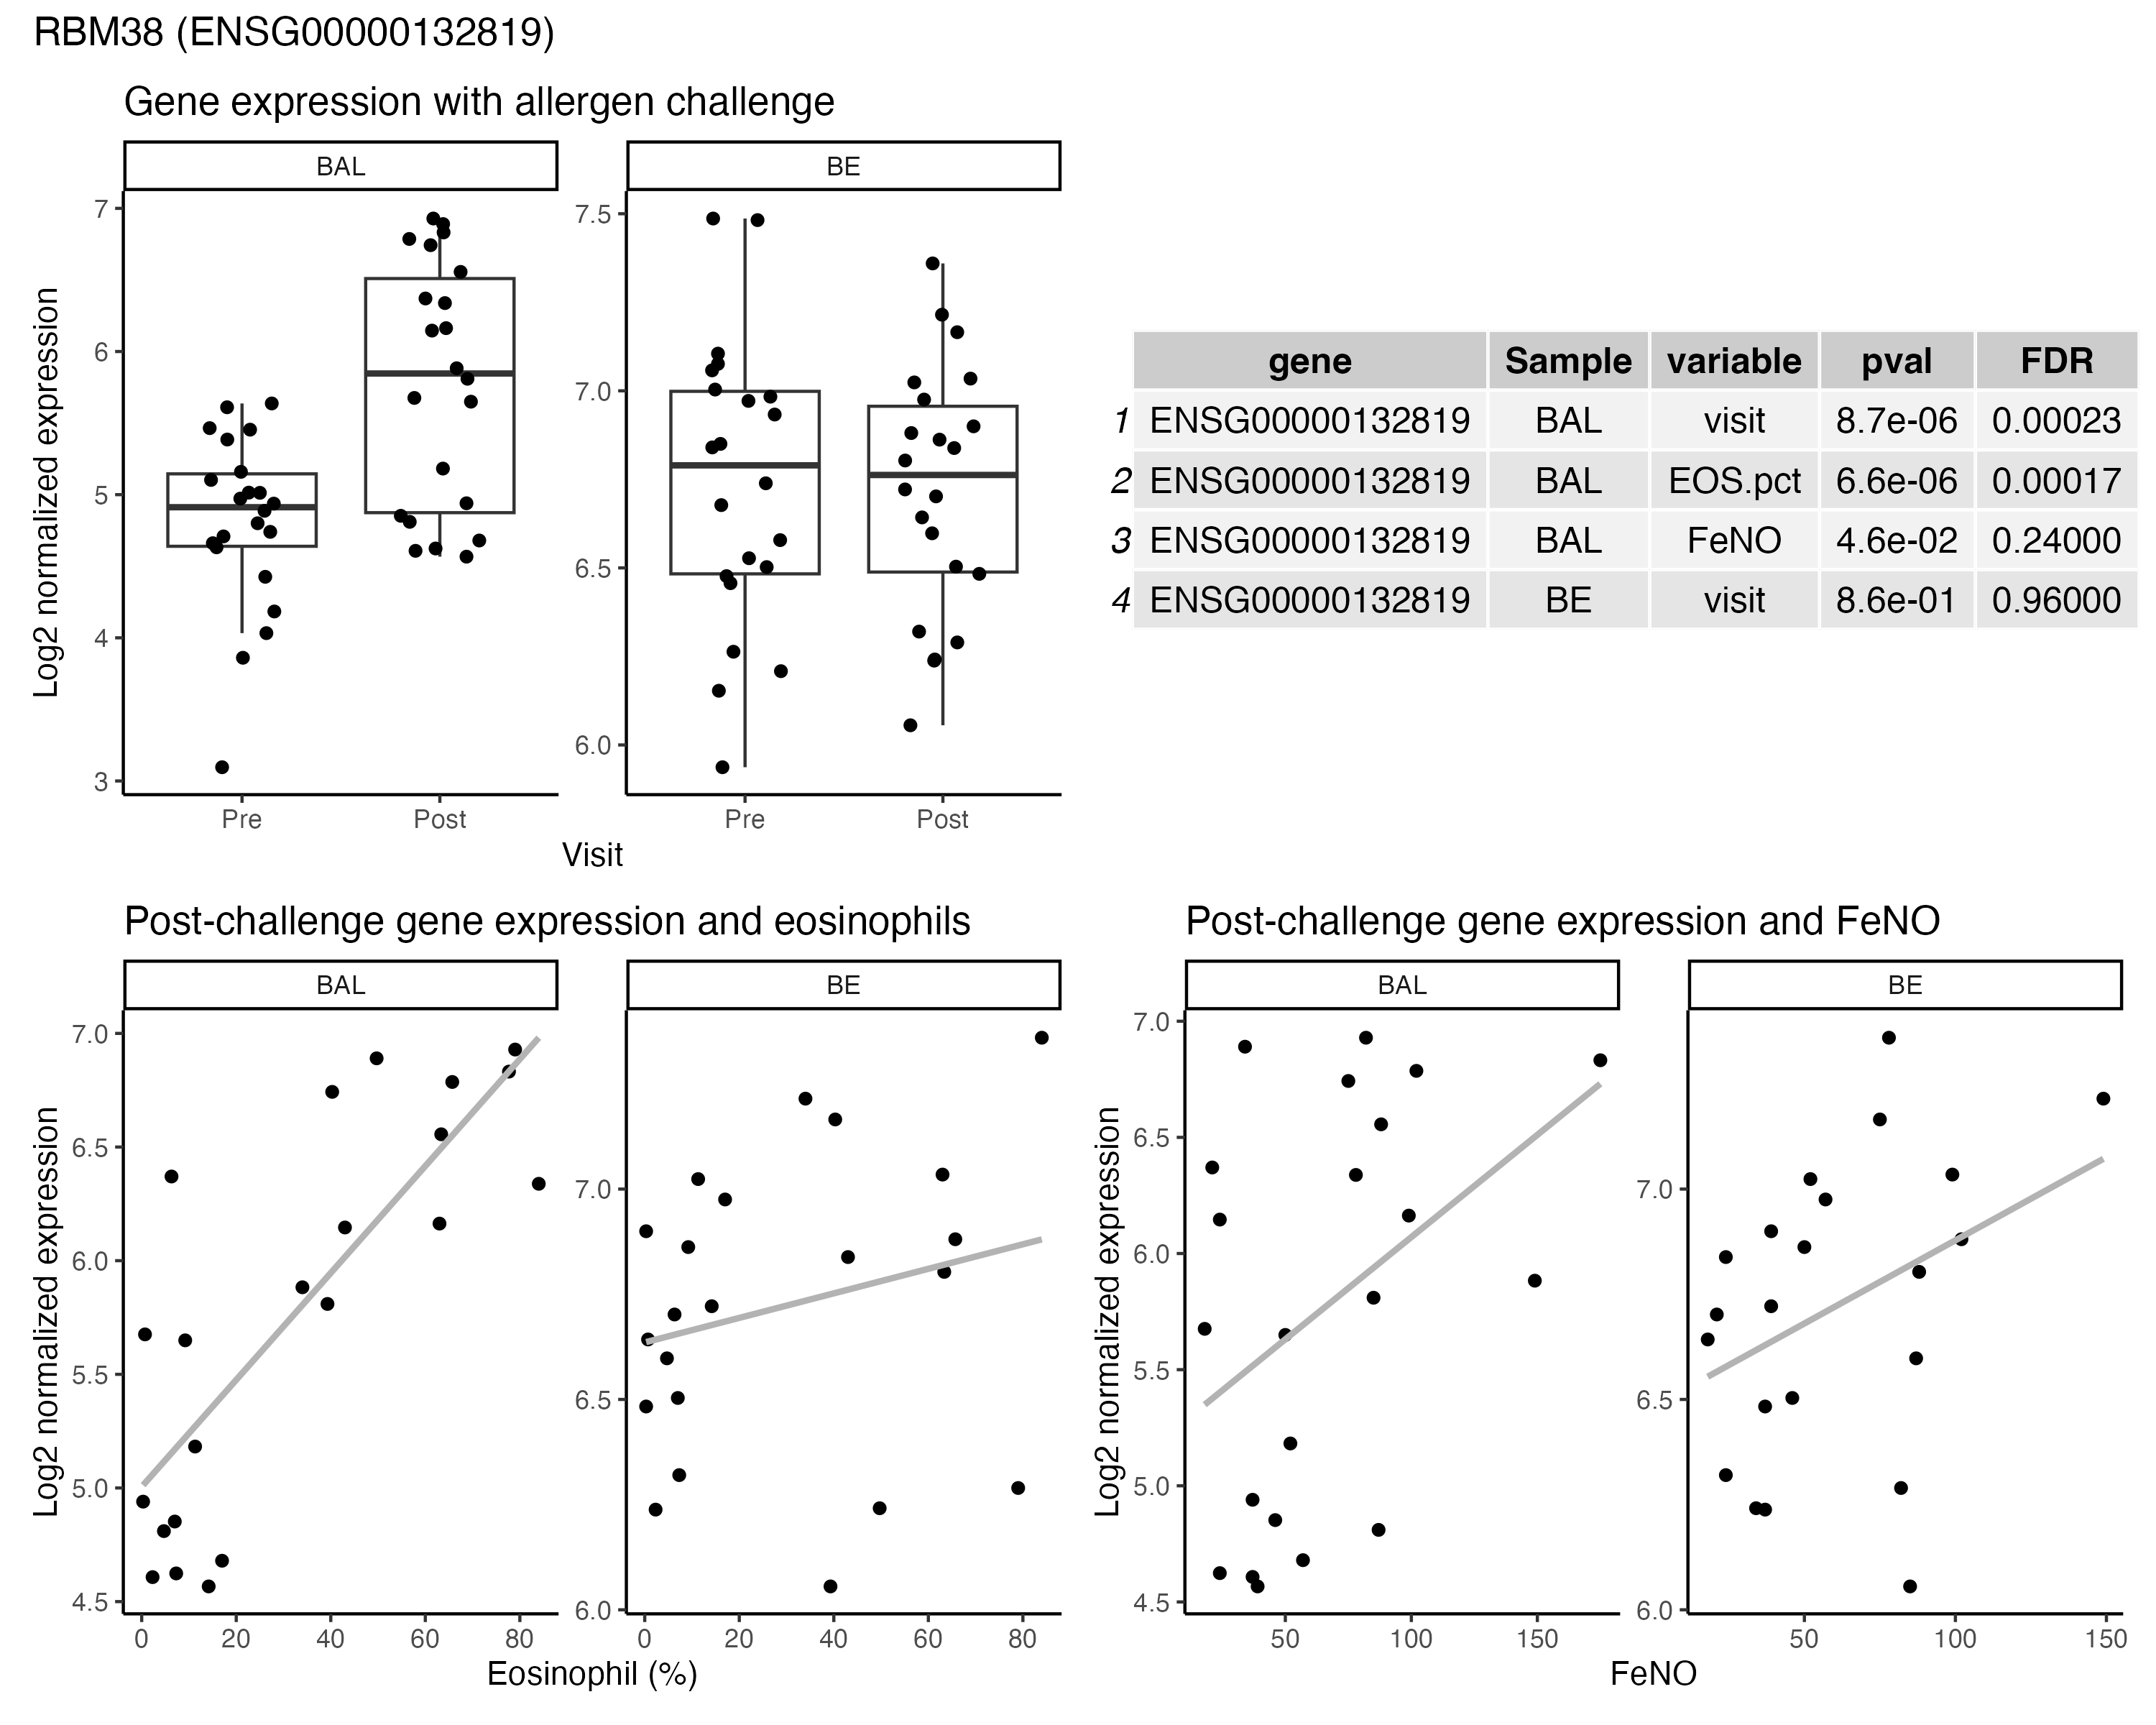 RBM38 (ENSG00000132819)
Gene expression with allergen challenge
BAL BE
Log2 normalized expression
7
6
5
4
3
7.5
7.0
6.5
6.0
Pre Post Pre Post
Visit
gene Sample variable pval FDR
1 ENSG00000132819 BAL visit 8.7e-06 0.00023
2 ENSG00000132819 BAL EOS.pct 6.6e-06 0.00017
3 ENSG00000132819 BAL FeNO 4.6e-02 0.24000
4 ENSG00000132819 BE visit 8.6e-01 0.96000
Post-challenge gene expression and eosinophils
BAL BE
Log2 normalized expression
7.0
6.5
6.0
5.5
5.0
4.5
7.0
6.5
6.0
0 20 40 60 80 0 20 40 60 80
Eosinophil (%)
Post-challenge gene expression and FeNO
BAL BE
Log2 normalized expression
7.0
6.5
6.0
5.5
5.0
4.5
7.0
6.5
6.0
50 100 150 50 100 150
FeNO